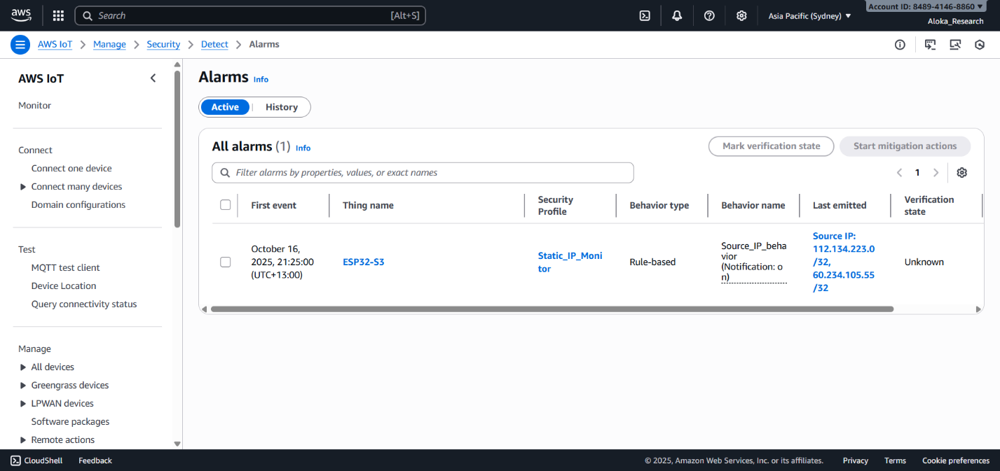 aws
Search [Alt+S]
Asia Pacific (Sydney)
Account ID: 8489-4146-8860
Aloka_Research
AWS IoT
Manage
Security
Detect
Alarms
AWS IoT
Monitor
Connect
Connect one device
Connect many devices
Domain configurations
Test
MQTT test client
Device Location
Query connectivity status
Manage
All devices
Greengrass devices
LPWAN devices
Software packages
Remote actions
Alarms Info
Active
History
All alarms (1) Info
Mark verification state
Start mitigation actions
Filter alarms by properties, values, or exact names
1
First event
Thing name
Security
Profile
Behavior type
Behavior name
Last emitted
Verification
state
October 16,
2025, 21:25:00
(UTC+13:00)
ESP32-S3
Static_IP_Moni
tor
Rule-based
Source_IP_beha
vior
(Notification: o
n)
Source IP:
112.134.223.0
/32,
60.234.105.55
/32
Unknown
CloudShell
Feedback
© 2025, Amazon Web Services, Inc. or its affiliates.
Privacy
Terms
Cookie preferences